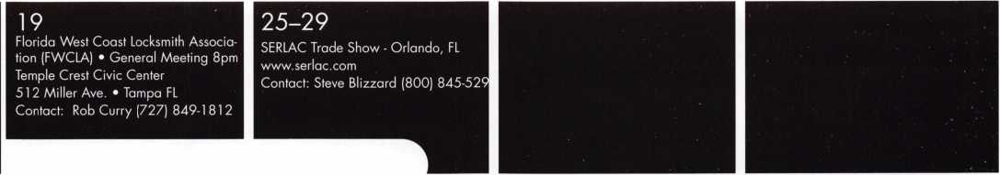 19
Florida West Coast Locksmith Associa-
tion (FWCLA) • General Meeting 8pm
Temple Crest Civic Center
512 Miller Ave. • Tampa FL
Contact: Rob Curry (727) 849-1812
25–29
SERLAC Trade Show - Orlando, FL
www.serlac.com
Contact: Steve Blizzard (800) 845-529